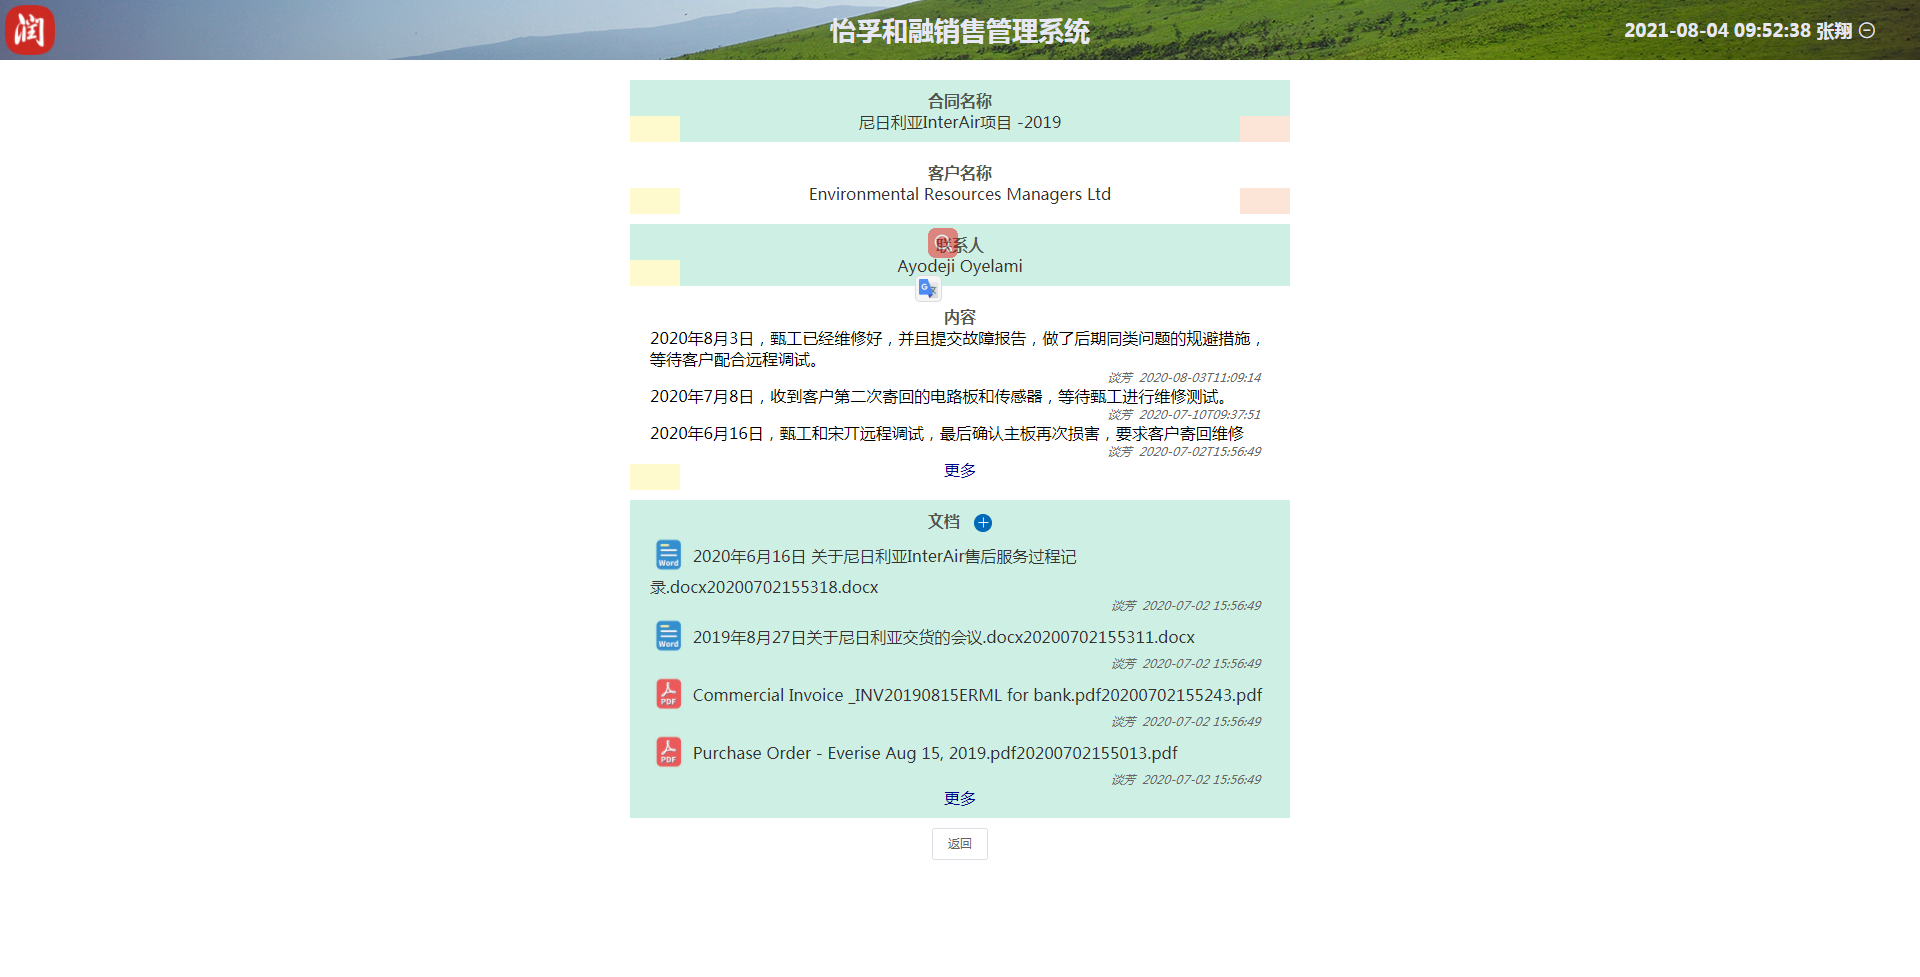 润
怡孚和融销售管理系统
2021-08-04 09:52:38 张翔
合同名称
尼日利亚InterAir项目 -2019
客户名称
Environmental Resources Managers Ltd
联系人
Ayodeji Oyelami
内容
2020年8月3日，甄工已经维修好，并且提交故障报告，做了后期同类问题的规避措施，
等待客户配合远程调试。
谈芳 2020-08-03T11:09:14
2020年7月8日，收到客户第二次寄回的电路板和传感器，等待甄工进行维修测试。
谈芳 2020-07-10T09:37:51
2020年6月16日，甄工和宋丌远程调试，最后确认主板再次损害，要求客户寄回维修
谈芳 2020-07-02T15:56:49
更多
文档
Word 2020年6月16日 关于尼日利亚InterAir售后服务过程记
录.docx20200702155318.docx
谈芳 2020-07-02 15:56:49
Word 2019年8月27日关于尼日利亚交货的会议.docx20200702155311.docx
谈芳 2020-07-02 15:56:49
PDF Commercial Invoice _INV20190815ERML for bank.pdf20200702155243.pdf
谈芳 2020-07-02 15:56:49
PDF Purchase Order - Everise Aug 15, 2019.pdf20200702155013.pdf
谈芳 2020-07-02 15:56:49
更多
返回